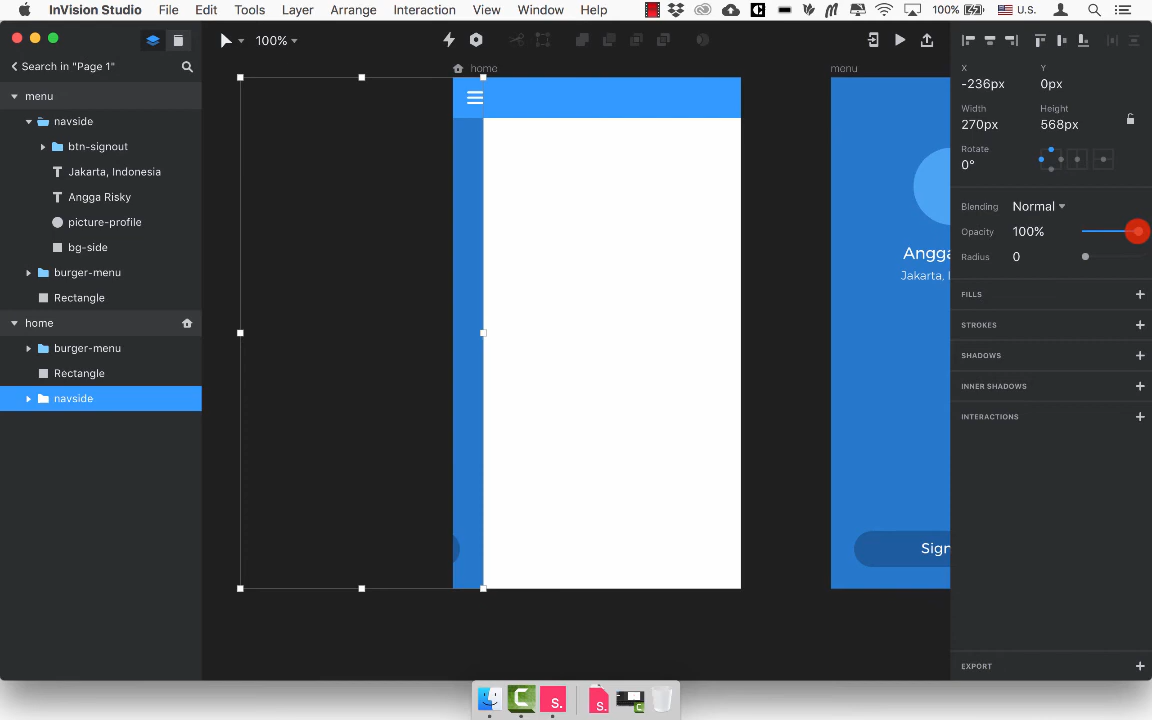 InVision Studio File Edit Tools Layer Arrange Interaction View Window Help 100% U.S.
100%
Search in "Page 1"
menu
navside
btn-signout
Jakarta, Indonesia
Angga Risky
picture-profile
bg-side
burger-menu
Rectangle
home
burger-menu
Rectangle
navside
home
menu
Angga
Jakarta, I
Sign
X Y
-236px 0px
Width Height
270px 568px
Rotate
0°
Blending Normal
Opacity 100%
Radius 0
FILLS
STROKES
SHADOWS
INNER SHADOWS
INTERACTIONS
EXPORT
S.
S.